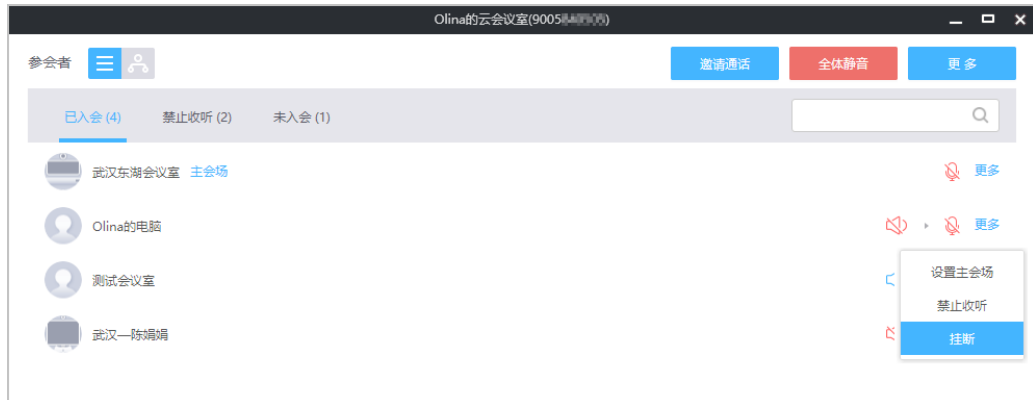 Olina的云会议室(9005
参会者 邀请通话 全体静音 更多
已入会 (4) 禁止收听 (2) 未入会 (1)
武汉东湖会议室 主会场 更多
Olina的电脑 更多
测试会议室 设置主会场
禁止收听
武汉—陈娟娟 挂断